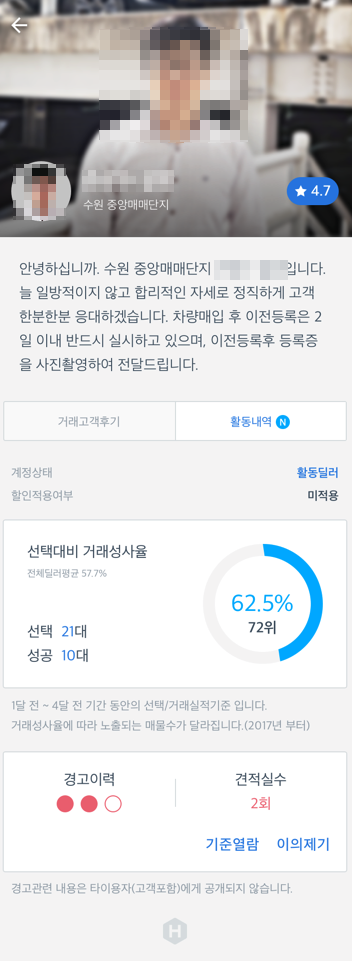 수원 중앙매매단지
4.7
안녕하십니까. 수원 중앙매매단지 입니다.
늘 일방적이지 않고 합리적인 자세로 정직하게 고객
한분한분 응대하겠습니다. 차량매입 후 이전등록은 2
일 이내 반드시 실시하고 있으며, 이전등록후 등록증
을 사진촬영하여 전달드립니다.
거래고객후기
활동내역 N
계정상태 활동딜러
할인적용여부 미적용
선택대비 거래성사율
전체딜러평균 57.7%
62.5%
72위
선택 21대
성공 10대
1달 전 ~ 4달 전 기간 동안의 선택/거래실적기준 입니다.
거래성사율에 따라 노출되는 매물수가 달라집니다.(2017년 부터)
경고이력
견적실수
2회
기준열람 이의제기
경고관련 내용은 타이용자(고객포함)에게 공개되지 않습니다.
H